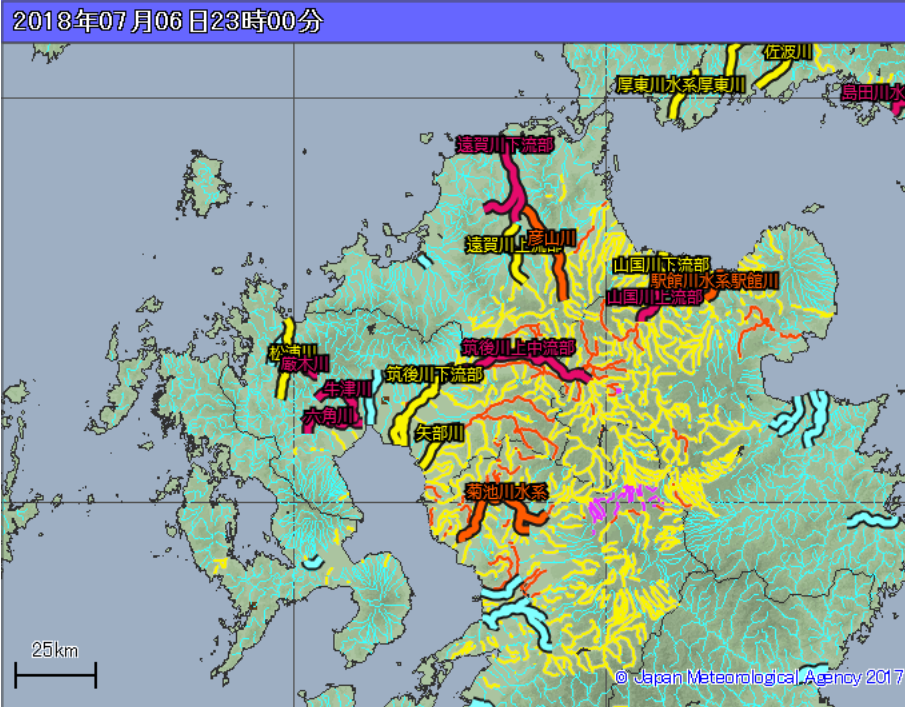 2018年07月06日23時00分
佐波川
厚東川水系厚東川
島田川水
遠賀川下流部
遠賀川上流部
彦山川
山国川下流部
駅館川水系駅館川
山国川上流部
松浦川
厳木川
筑後川上中流部
筑後川下流部
牛津川
六角川
矢部川
菊池川水系
25km
© Japan Meteorological Agency 2017